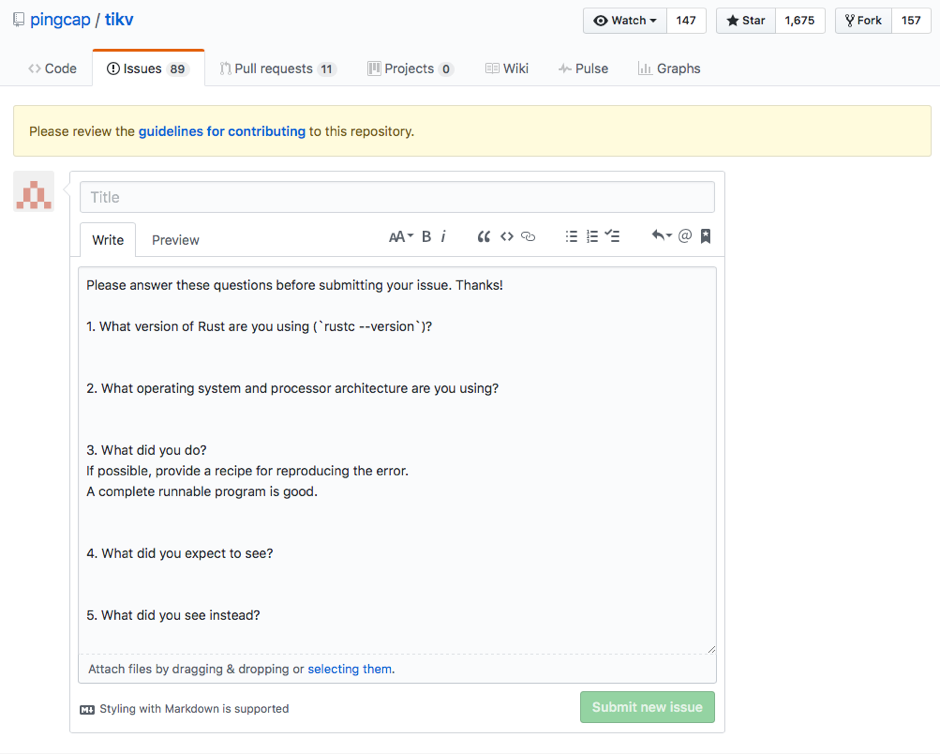 pingcap / tikv
Watch 147 Star 1,675 Fork 157
Code Issues 89 Pull requests 11 Projects 0 Wiki Pulse Graphs
Please review the guidelines for contributing to this repository.
Title
Write Preview AA B i @
Please answer these questions before submitting your issue. Thanks!
1. What version of Rust are you using (`rustc --version`)?
2. What operating system and processor architecture are you using?
3. What did you do?
If possible, provide a recipe for reproducing the error.
A complete runnable program is good.
4. What did you expect to see?
5. What did you see instead?
Attach files by dragging & dropping or selecting them.
Styling with Markdown is supported
Submit new issue